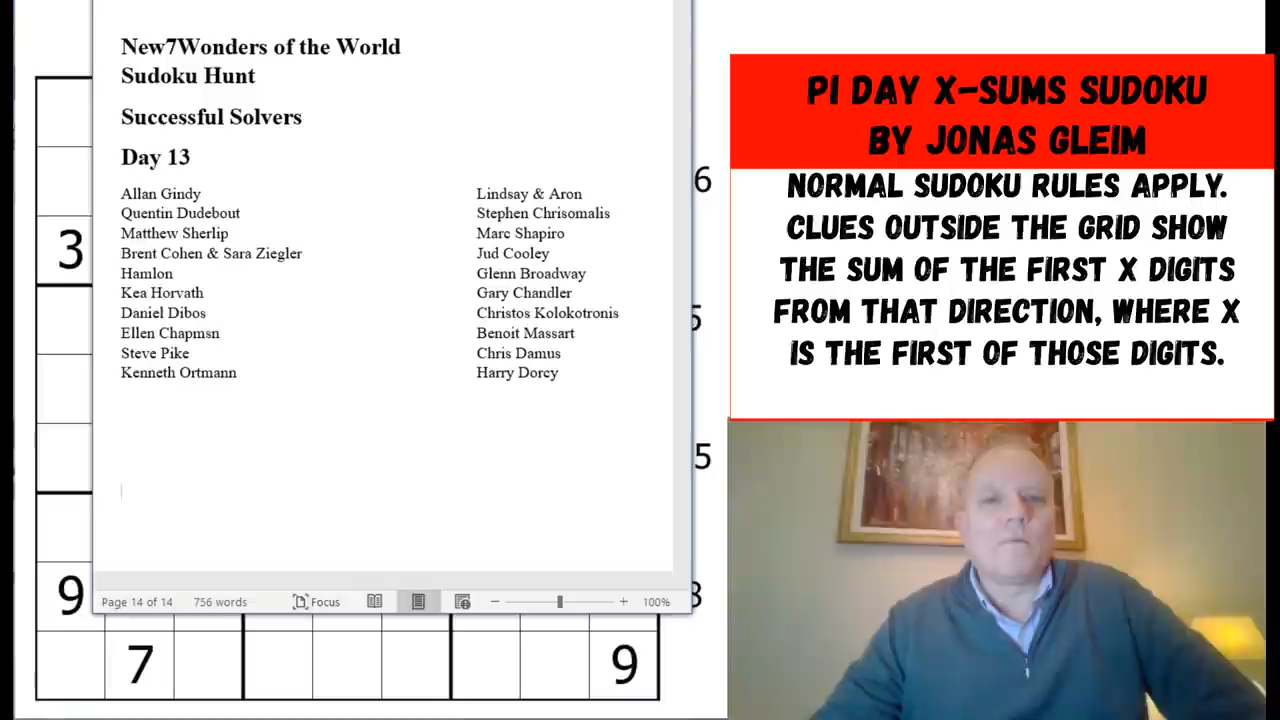 New7Wonders of the World
Sudoku Hunt
Successful Solvers
Day 13
Allan Gindy
Quentin Dudebout
Matthew Sherlip
Brent Cohen & Sara Ziegler
Hamlon
Kea Horvath
Daniel Dibos
Ellen Chapmsn
Steve Pike
Kenneth Ortmann
Lindsay & Aron
Stephen Chrisomalis
Marc Shapiro
Jud Cooley
Glenn Broadway
Gary Chandler
Christos Kolokotronis
Benoit Massart
Chris Damus
Harry Dorcy
Page 14 of 14 756 words Focus 100%
3
9
7
9
6
5
5
3
PI DAY X-SUMS SUDOKU
BY JONAS GLEIM
NORMAL SUDOKU RULES APPLY.
CLUES OUTSIDE THE GRID SHOW
THE SUM OF THE FIRST X DIGITS
FROM THAT DIRECTION, WHERE X
IS THE FIRST OF THOSE DIGITS.